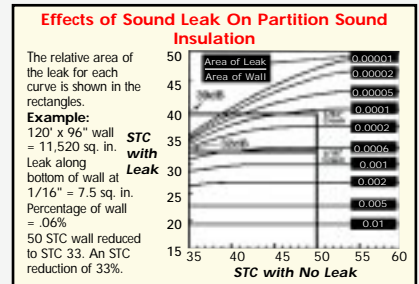 Effects of Sound Leak On Partition Sound
Insulation
The relative area of
the leak for each
curve is shown in the
rectangles.
Example:
120' x 96" wall
= 11,520 sq. in.
Leak along
bottom of wall at
1/16" = 7.5 sq. in.
Percentage of wall
= .06%
50 STC wall reduced
to STC 33. An STC
reduction of 33%.
STC
with
Leak
50
45
40
35
30
25
20
15
Area of Leak
Area of Wall
0.00001
0.00002
0.00005
0.0001
0.0002
0.0006
0.001
0.002
0.005
0.01
35 40 45 50 55 60
STC with No Leak